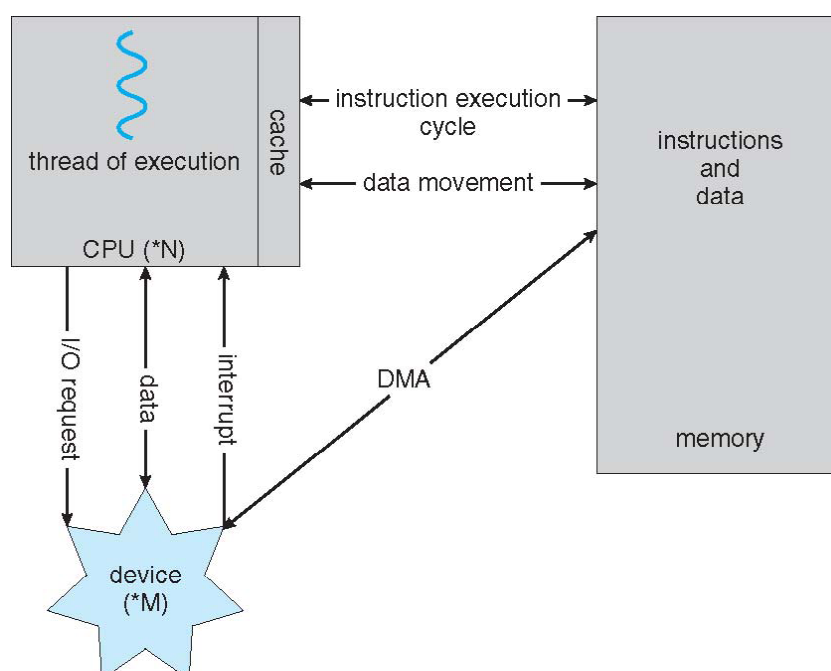 thread of execution
cache
CPU (*N)
instruction execution
cycle
data movement
instructions
and
data
memory
I/O request
data
interrupt
DMA
device
(*M)